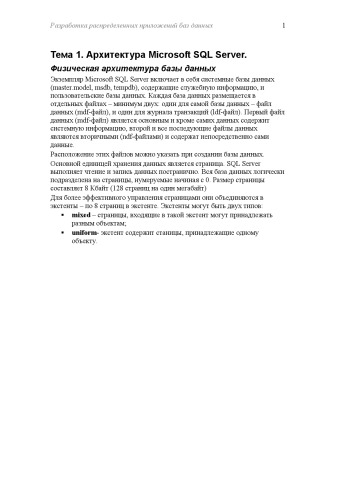 Разработка распределенных приложений баз данных 1
Тема 1. Архитектура Microsoft SQL Server.
Физическая архитектура базы данных
Экземпляр Microsoft SQL Server включает в себя системные базы данных
(master.model, msdb, tempdb), содержащие служебную информацию, и
пользовательские базы данных. Каждая база данных размещается в
отдельных файлах – минимум двух: один для самой базы данных – файл
данных (mdf-файл), и один для журнала транзакций (ldf-файл). Первый файл
данных (mdf-файл) является основным и кроме самих данных содержит
системную информацию, второй и все последующие файлы данных
являются вторичными (ndf-файлами) и содержат непосредственно сами
данные.
Расположение этих файлов можно указать при создании базы данных.
Основной единицей хранения данных является страница. SQL Server
выполняет чтение и запись данных постранично. Вся база данных логически
подразделена на страницы, нумеруемые начиная с 0. Размер страницы
составляет 8 Кбайт (128 страниц на один мегабайт)
Для более эффективного управления страницами они объединяются в
экстенты – по 8 страниц в экстенте. Экстенты могут быть двух типов:
• mixed – страницы, входящие в такой экстент могут принадлежать
разным объектам;
• uniform- экстент содержит станицы, принадлежащие одному
объекту.